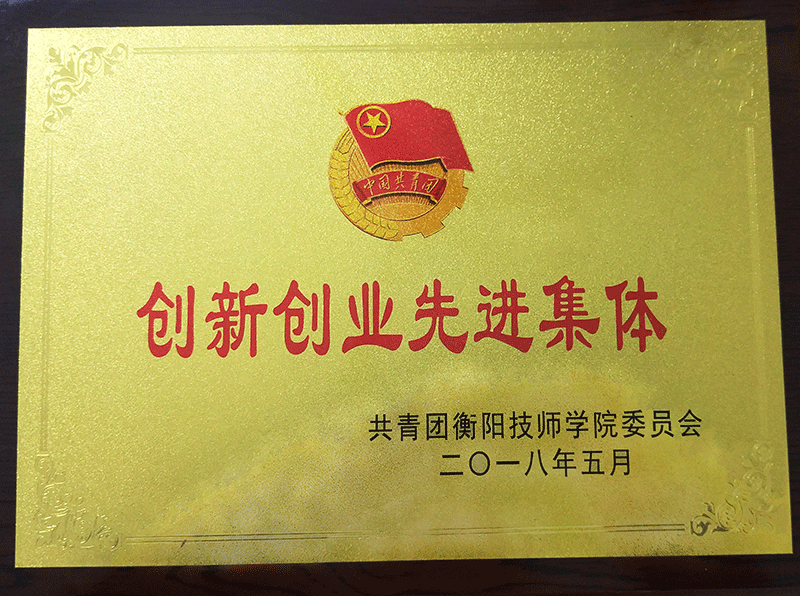 中国共青团
创新创业先进集体
共青团衡阳技师学院委员会
二〇一八年五月